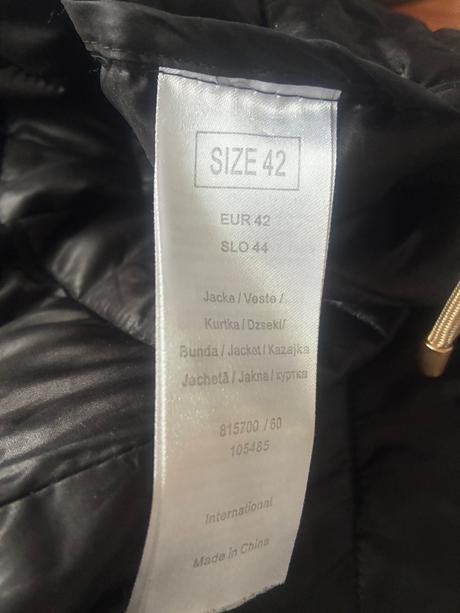 SIZE 42
EUR 42
SLO 44
Jacke / Veste /
Kurtka / Dzseki/
Bunda / Jacket / Kazajka
Jachetă / Jakna / куртка
815700 / 60
105485
International
Made in China